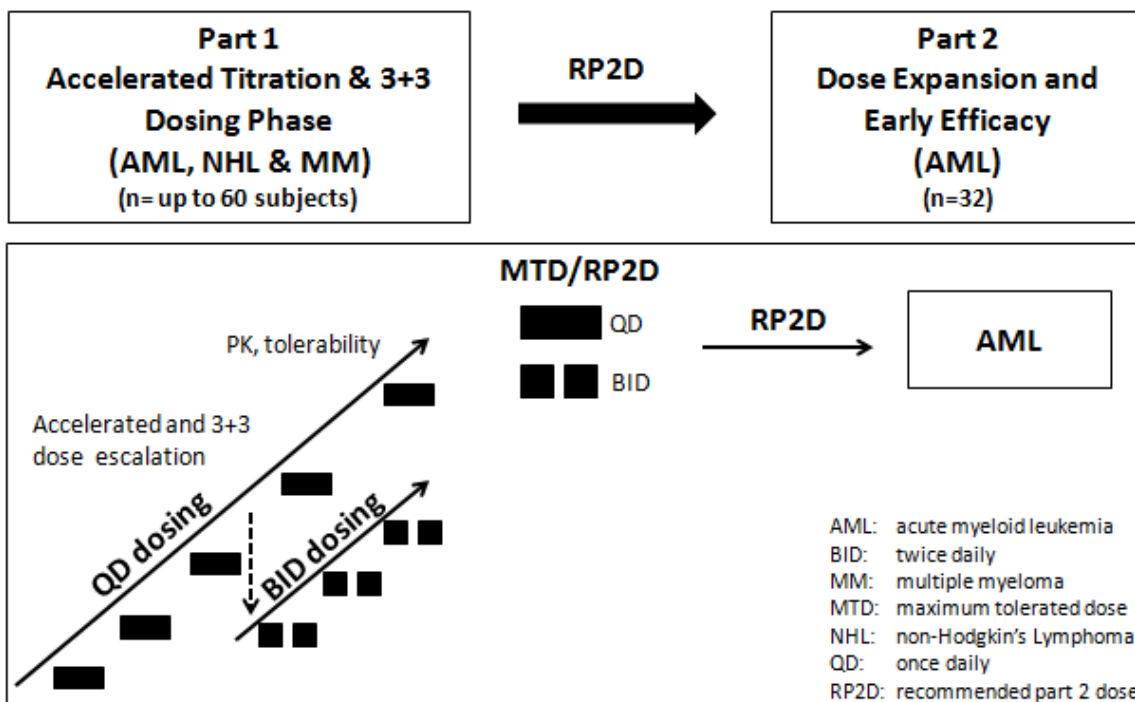 Part 1
Accelerated Titration & 3+3
Dosing Phase
(AML, NHL & MM)
(n= up to 60 subjects)
RP2D
Part 2
Dose Expansion and
Early Efficacy
(AML)
(n=32)
MTD/RP2D
QD
BID
RP2D
AML
PK, tolerability
Accelerated and 3+3
dose escalation
QD dosing
BID dosing
AML: acute myeloid leukemia
BID: twice daily
MM: multiple myeloma
MTD: maximum tolerated dose
NHL: non-Hodgkin's Lymphoma
QD: once daily
RP2D: recommended part 2 dose